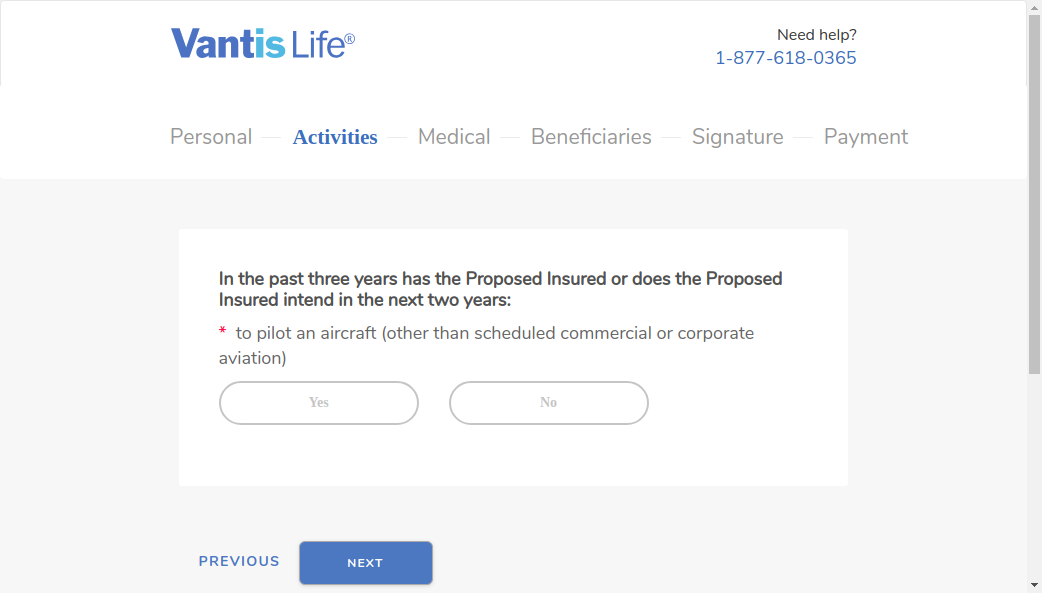 Vantis Life®
Need help?
1-877-618-0365
Personal
Activities
Medical
Beneficiaries
Signature
Payment
In the past three years has the Proposed Insured or does the Proposed
Insured intend in the next two years:
* to pilot an aircraft (other than scheduled commercial or corporate
aviation)
Yes
No
PREVIOUS
NEXT